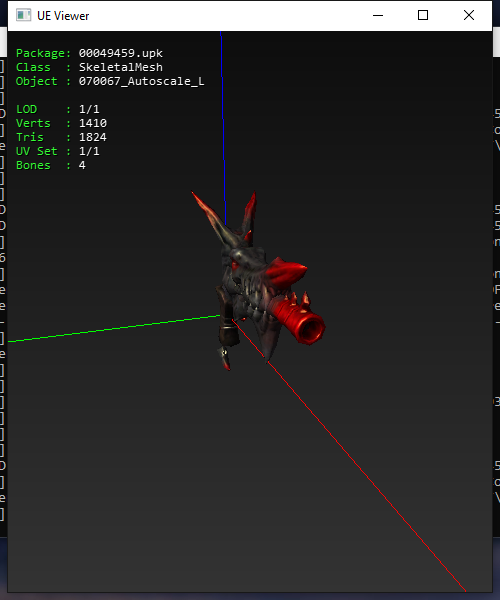 UE Viewer
Package: 00049459.upk
Class : SkeletalMesh
Object : 070067_Autoscale_L
LOD : 1/1
Verts : 1410
Tris : 1824
UV Set : 1/1
Bones : 4